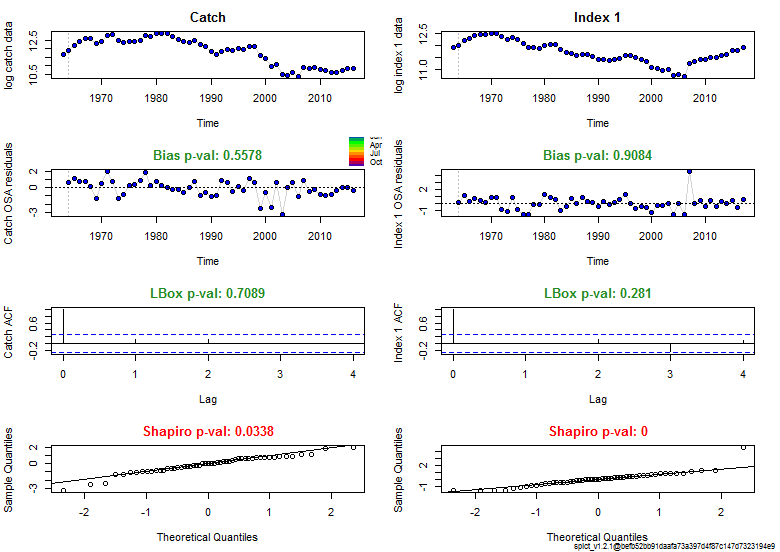 Catch
Index 1
log catch data
12.5
10.5
1970
1980
1990
2000
2010
Time
log index 1 data
12.5
11.0
1970
1980
1990
2000
2010
Time
Bias p-val: 0.5578
Apr
Jul
Oct
Bias p-val: 0.9084
Catch OSA residuals
2
0
-3
1970
1980
1990
2000
2010
Time
Index 1 OSA residuals
2
-1
1970
1980
1990
2000
2010
Time
LBox p-val: 0.7089
LBox p-val: 0.281
Catch ACF
0.6
-0.2
0
1
2
3
4
Lag
Index 1 ACF
0.6
-0.2
0
1
2
3
4
Lag
Shapiro p-val: 0.0338
Shapiro p-val: 0
Sample Quantiles
2
0
-3
-2
-1
0
1
2
Theoretical Quantiles
Sample Quantiles
2
-1
-2
-1
0
1
2
Theoretical Quantiles
spict_v1.2.1@befb52bb91daafa73a397d4f87c147d7323194e9